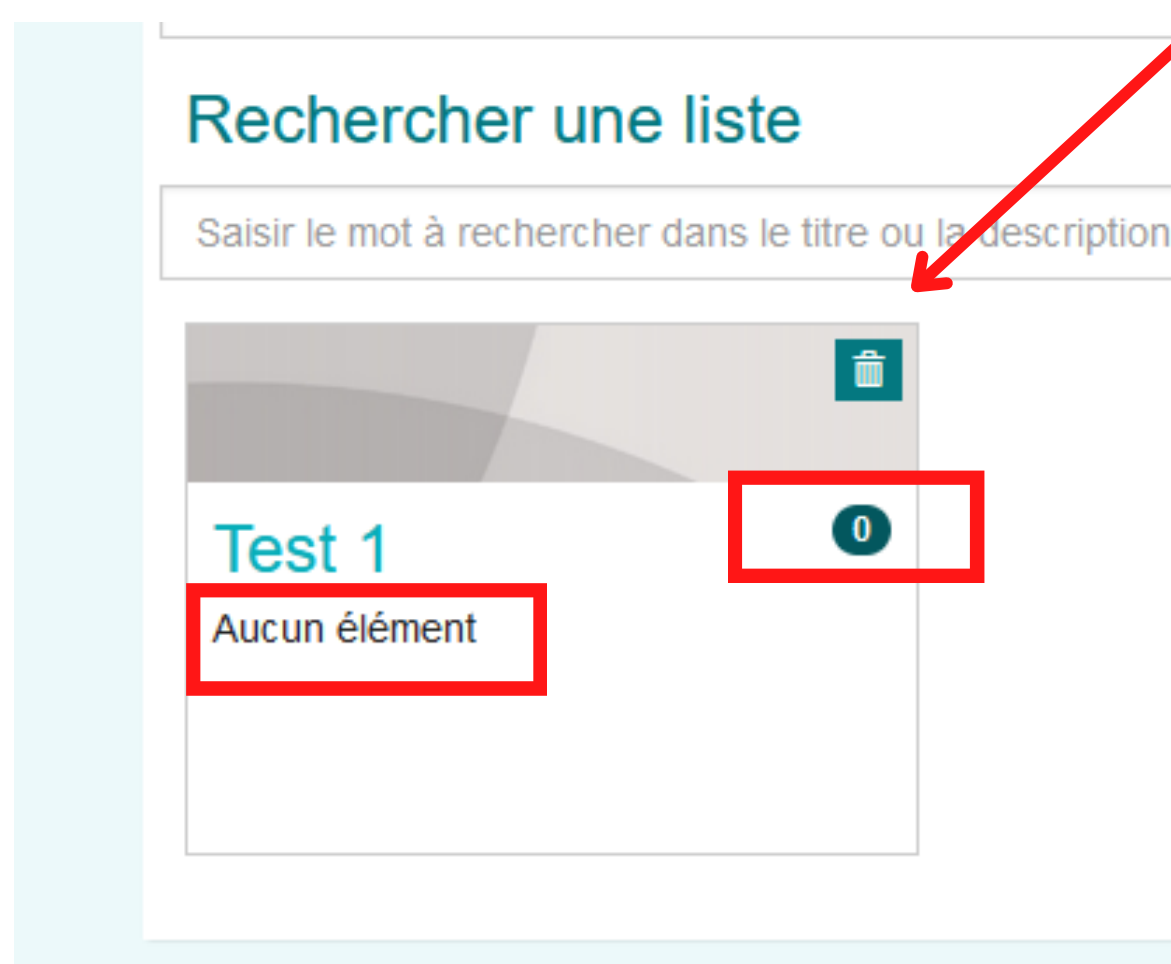 Rechercher une liste
Saisir le mot à rechercher dans le titre ou la description
0
Test 1
Aucun élément